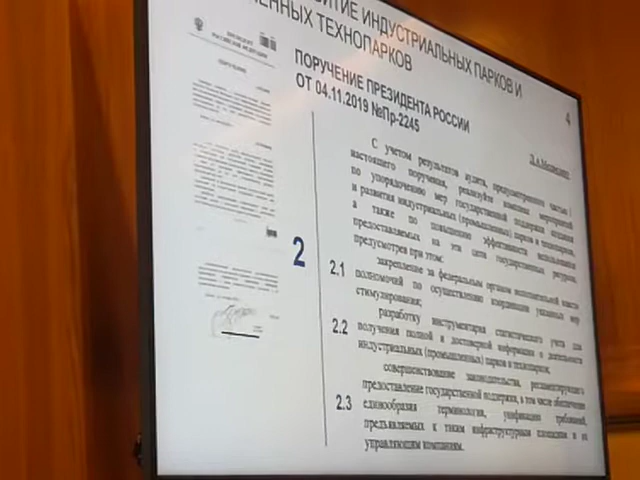 ИТИЕ ИНДУСТРИАЛЬНЫХ ПАРКОВ И
ЕННЫХ ТЕХНОПАРКОВ
4
ПОРУЧЕНИЕ ПРЕЗИДЕНТА РОССИИ
ОТ 04.11.2019 №Пр-2245
Д.А.Медведеву
С учетом результатов аудита, предусмотренного частью 1
настоящего поручения, реализуйте комплекс мероприятий
по упорядочению мер государственной поддержки создания
и развития индустриальных (промышленных) парков и технопарков,
а также по повышению эффективности использования
предоставляемых на эти цели государственных ресурсов,
предусмотрев при этом:
2
2.1 закрепление за федеральным органом исполнительной власти
полномочий по осуществлению координации указанных мер
стимулирования;
2.2 разработку инструментария статистического учета для
получения полной и достоверной информации о деятельности
индустриальных (промышленных) парков и технопарков;
2.3 совершенствование законодательства, регламентирующего
предоставление государственной поддержки, в том числе обеспечение
единообразия терминологии, унификацию требований,
предъявляемых к таким инфраструктурным площадкам и их
управляющим компаниям.